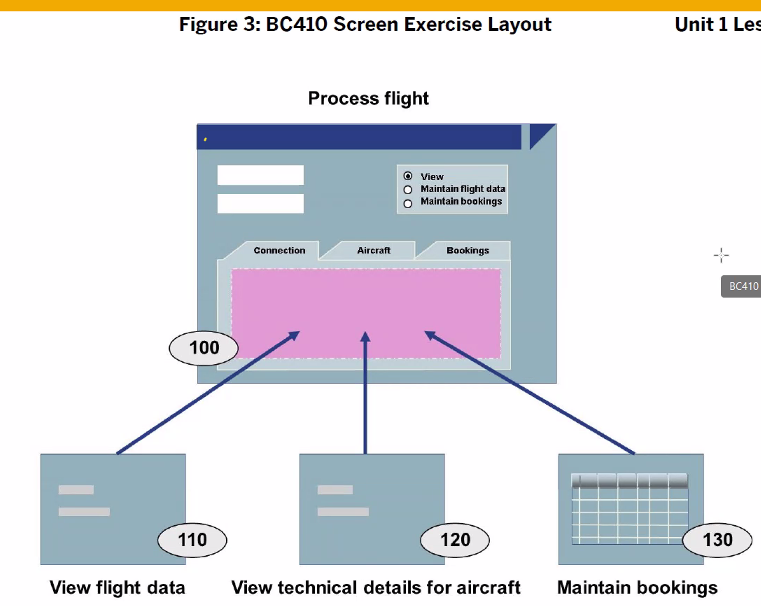 Figure 3: BC410 Screen Exercise Layout
Unit 1
Process flight
View
Maintain flight data
Maintain bookings
Connection Aircraft Bookings
BC410
100
110
120
130
View flight data
View technical details for aircraft
Maintain bookings